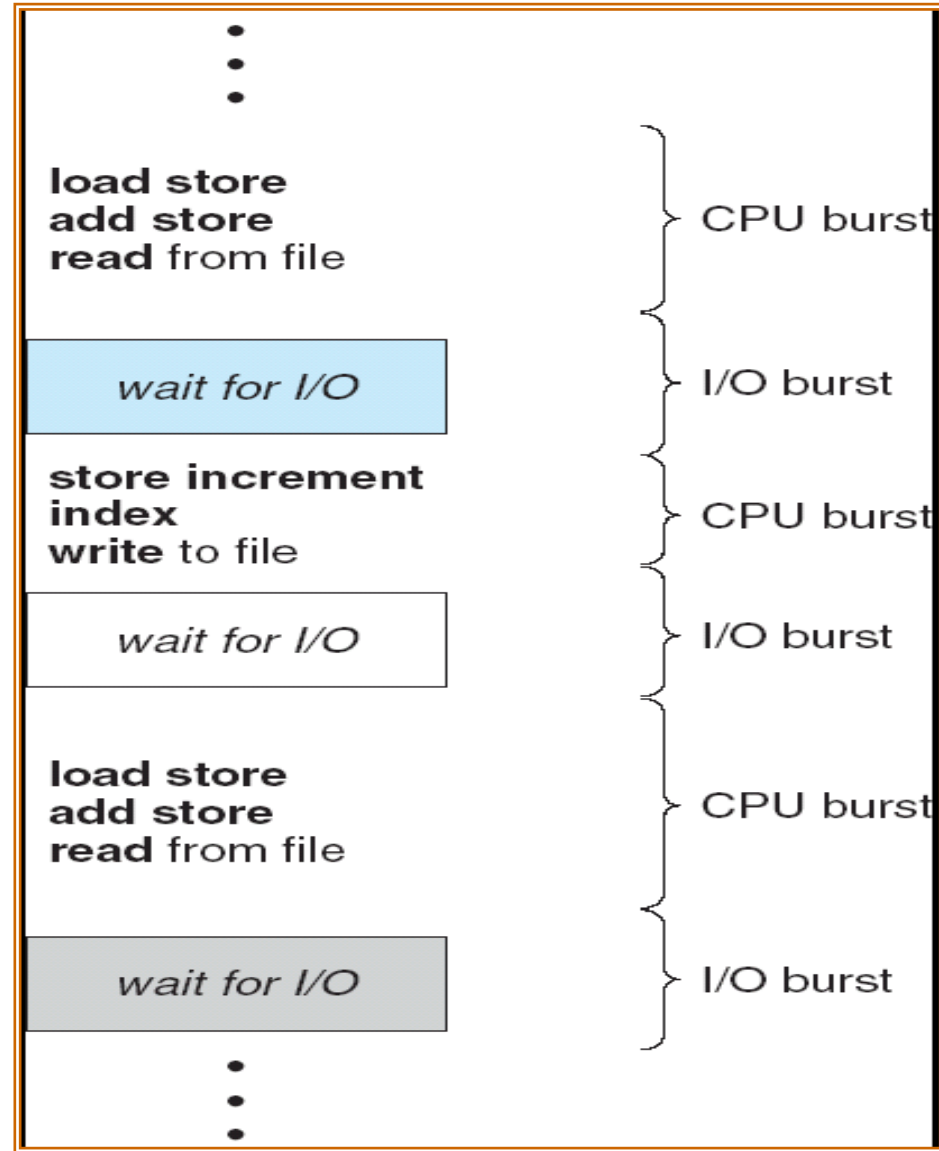 load store
add store
read from file
CPU burst
wait for I/O
I/O burst
store increment
index
write to file
CPU burst
wait for I/O
I/O burst
load store
add store
read from file
CPU burst
wait for I/O
I/O burst